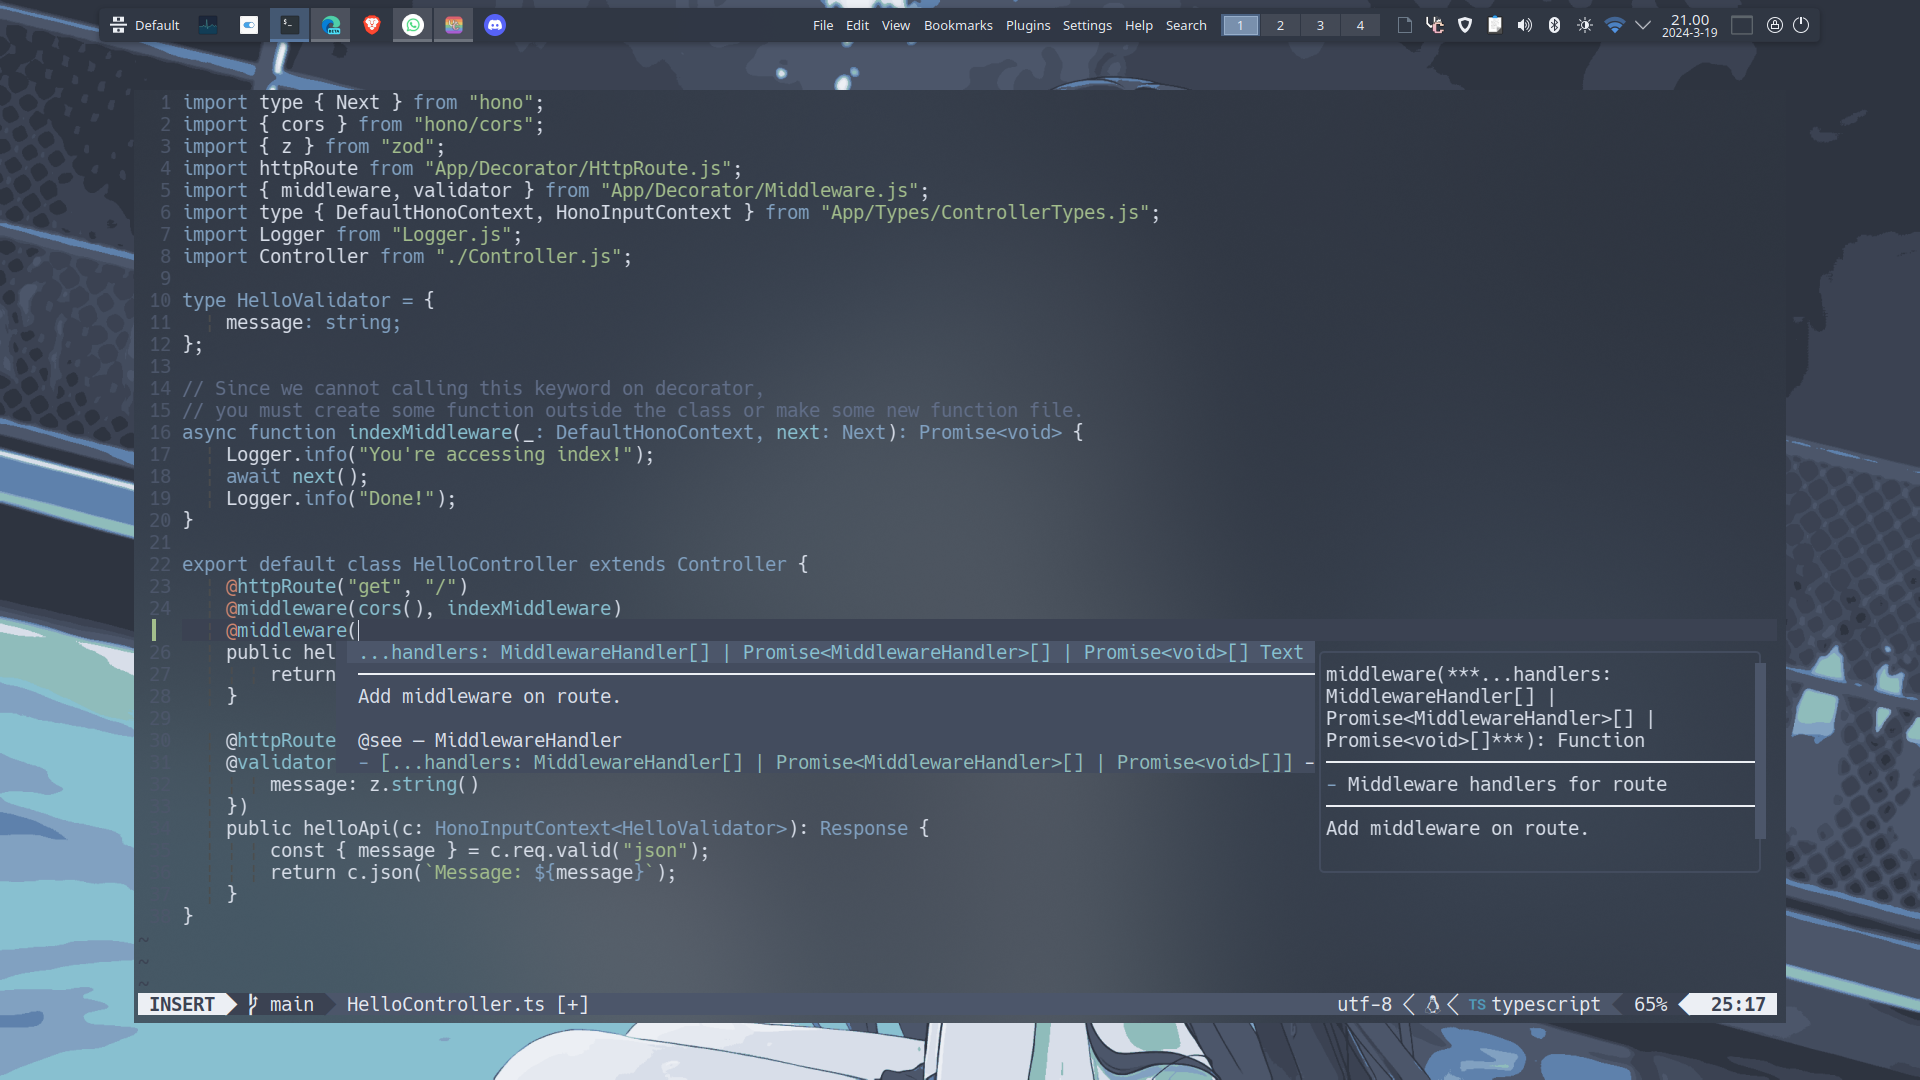 Default File Edit View Bookmarks Plugins Settings Help Search 1 2 3 4 21.00
2024-3-19
1 import type { Next } from "hono";
2 import { cors } from "hono/cors";
3 import { z } from "zod";
4 import httpRoute from "App/Decorator/HttpRoute.js";
5 import { middleware, validator } from "App/Decorator/Middleware.js";
6 import type { DefaultHonoContext, HonoInputContext } from "App/Types/ControllerTypes.js";
7 import Logger from "Logger.js";
8 import Controller from "./Controller.js";
9
10 type HelloValidator = {
11 message: string;
12 };
13
14 // Since we cannot calling this keyword on decorator,
15 // you must create some function outside the class or make some new function file.
16 async function indexMiddleware(_: DefaultHonoContext, next: Next): Promise<void> {
17 Logger.info("You're accessing index!");
18 await next();
19 Logger.info("Done!");
20 }
21
22 export default class HelloController extends Controller {
23 @httpRoute("get", "/")
24 @middleware(cors(), indexMiddleware)
@middleware(
26 public hel ...handlers: MiddlewareHandler[] | Promise<MiddlewareHandler>[] | Promise<void>[] Text
27 return
28 } Add middleware on route.
29
30 @httpRoute @see — MiddlewareHandler
31 @validator - [...handlers: MiddlewareHandler[] | Promise<MiddlewareHandler>[] | Promise<void>[]] —
message: z.string()
})
public helloApi(c: HonoInputContext<HelloValidator>): Response {
const { message } = c.req.valid("json");
return c.json(`Message: ${message}`);
}
}
~
~
~
middleware(***...handlers:
MiddlewareHandler[] |
Promise<MiddlewareHandler>[] |
Promise<void>[]***): Function
- Middleware handlers for route
Add middleware on route.
INSERT main HelloController.ts [+] utf-8 TS typescript 65% 25:17